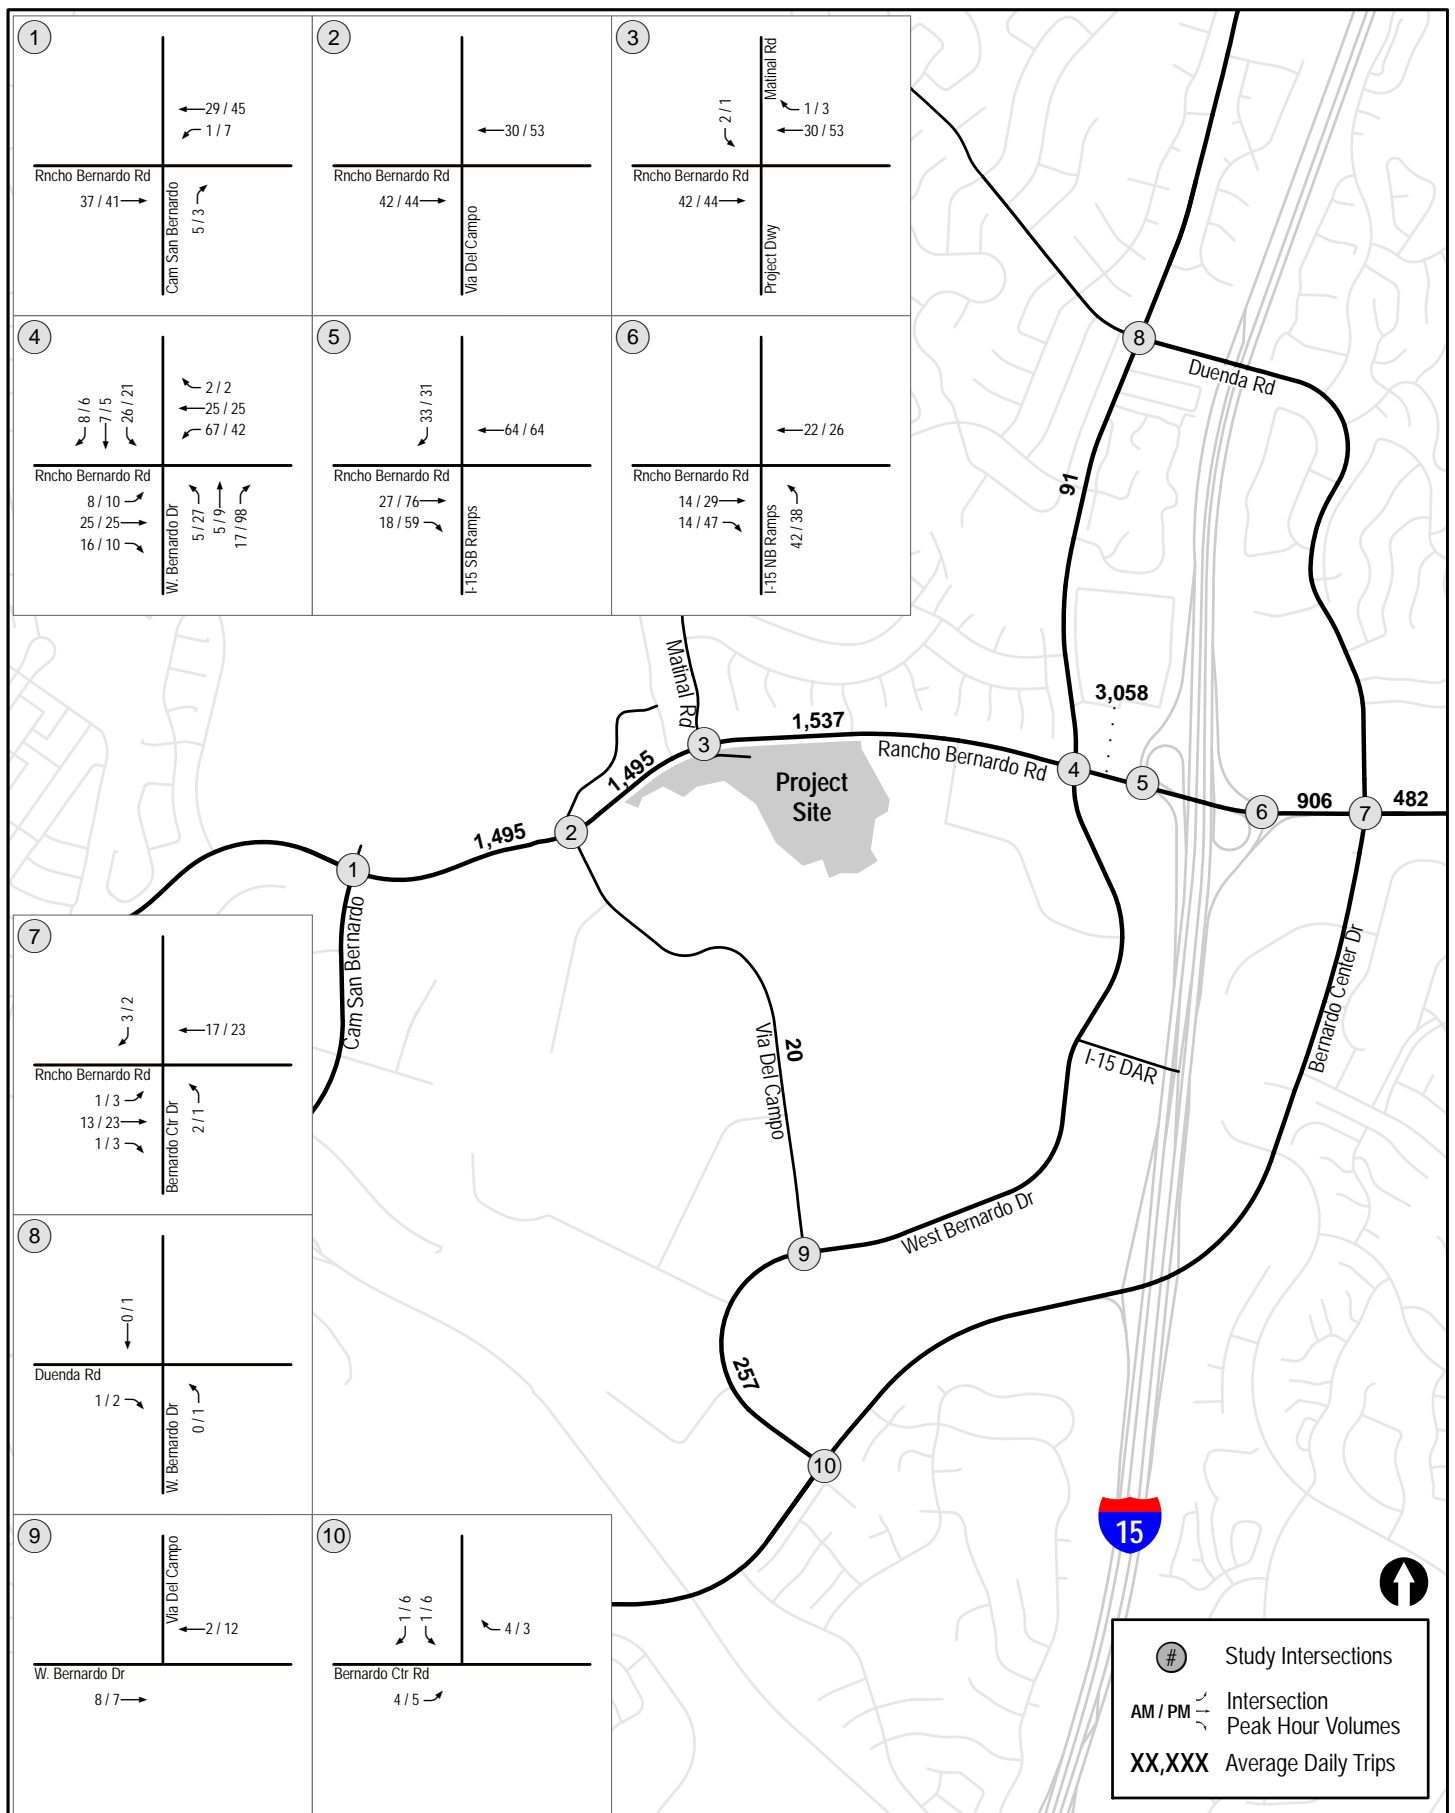 1
29 / 45
1 / 7
Rncho Bernardo Rd
37 / 41
Cam San Bernardo
5 / 3
2
30 / 53
Rncho Bernardo Rd
42 / 44
Via Del Campo
3
Matinal Rd
2 / 1
1 / 3
30 / 53
Rncho Bernardo Rd
42 / 44
Project Dwy
4
8 / 6
7 / 5
26 / 21
2 / 2
25 / 25
67 / 42
Rncho Bernardo Rd
8 / 10
25 / 25
16 / 10
W. Bernardo Dr
5 / 27
5 / 9
17 / 98
5
33 / 31
64 / 64
Rncho Bernardo Rd
27 / 76
18 / 59
I-15 SB Ramps
6
22 / 26
Rncho Bernardo Rd
14 / 29
14 / 47
I-15 NB Ramps
42 / 38
8
Duenda Rd
91
Matinal Rd
3,058
1,537
3
Rancho Bernardo Rd
4
5
1,495
Project
Site
6
906
7
482
2
1,495
1
Cam San Bernardo
Bernardo Center Dr
Via Del Campo
20
I-15 DAR
West Bernardo Dr
9
257
10
15
7
3 / 2
17 / 23
Rncho Bernardo Rd
1 / 3
13 / 23
1 / 3
Bernardo Ctr Dr
2 / 1
8
0 / 1
Duenda Rd
1 / 2
W. Bernardo Dr
0 / 1
9
Via Del Campo
2 / 12
W. Bernardo Dr
8 / 7
10
1 / 6
1 / 6
4 / 3
Bernardo Ctr Rd
4 / 5
# Study Intersections
AM / PM Intersection
Peak Hour Volumes
XX,XXX Average Daily Trips